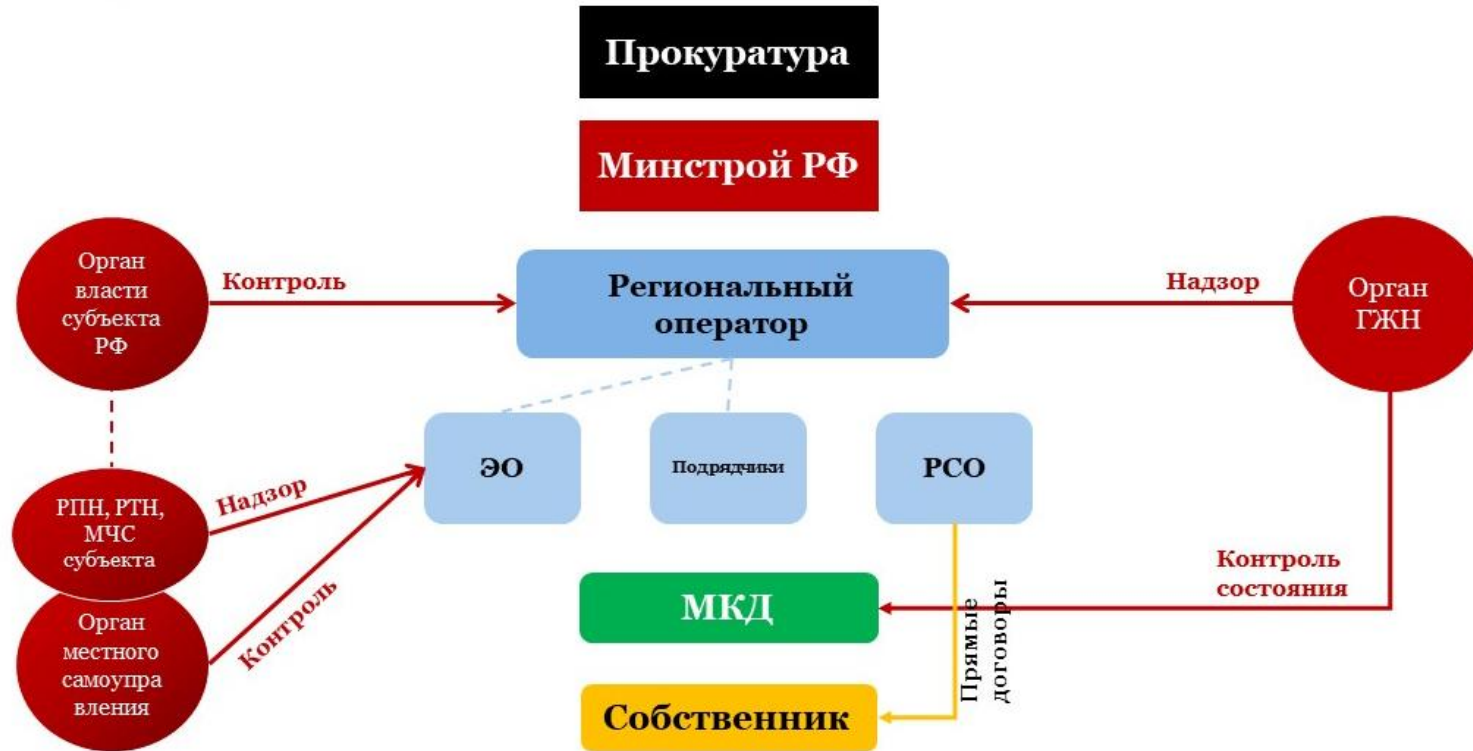 Прокуратура
Минстрой РФ
Орган
власти
субъекта
РФ
Контроль
Региональный
оператор
Надзор
Орган
ГЖН
ЭО
Подрядчики
РСО
РПН, РТН,
МЧС
субъекта
Надзор
Контроль
Орган
местного
самоупра
вления
МКД
Контроль
состояния
Прямые
договоры
Собственник